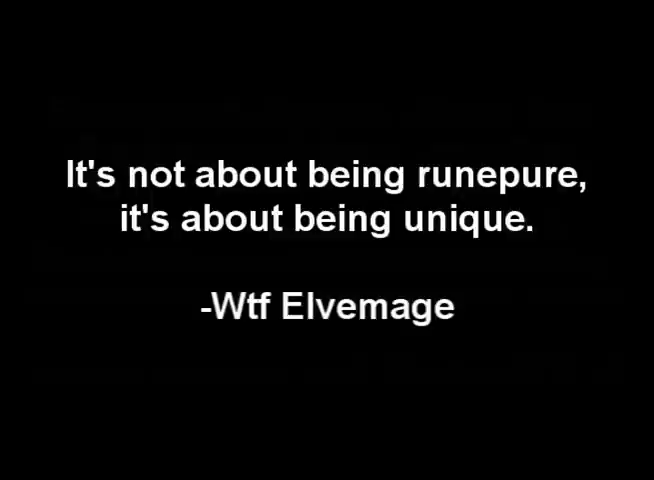 It's not about being runepure,
it's about being unique.
-Wtf Elvemage